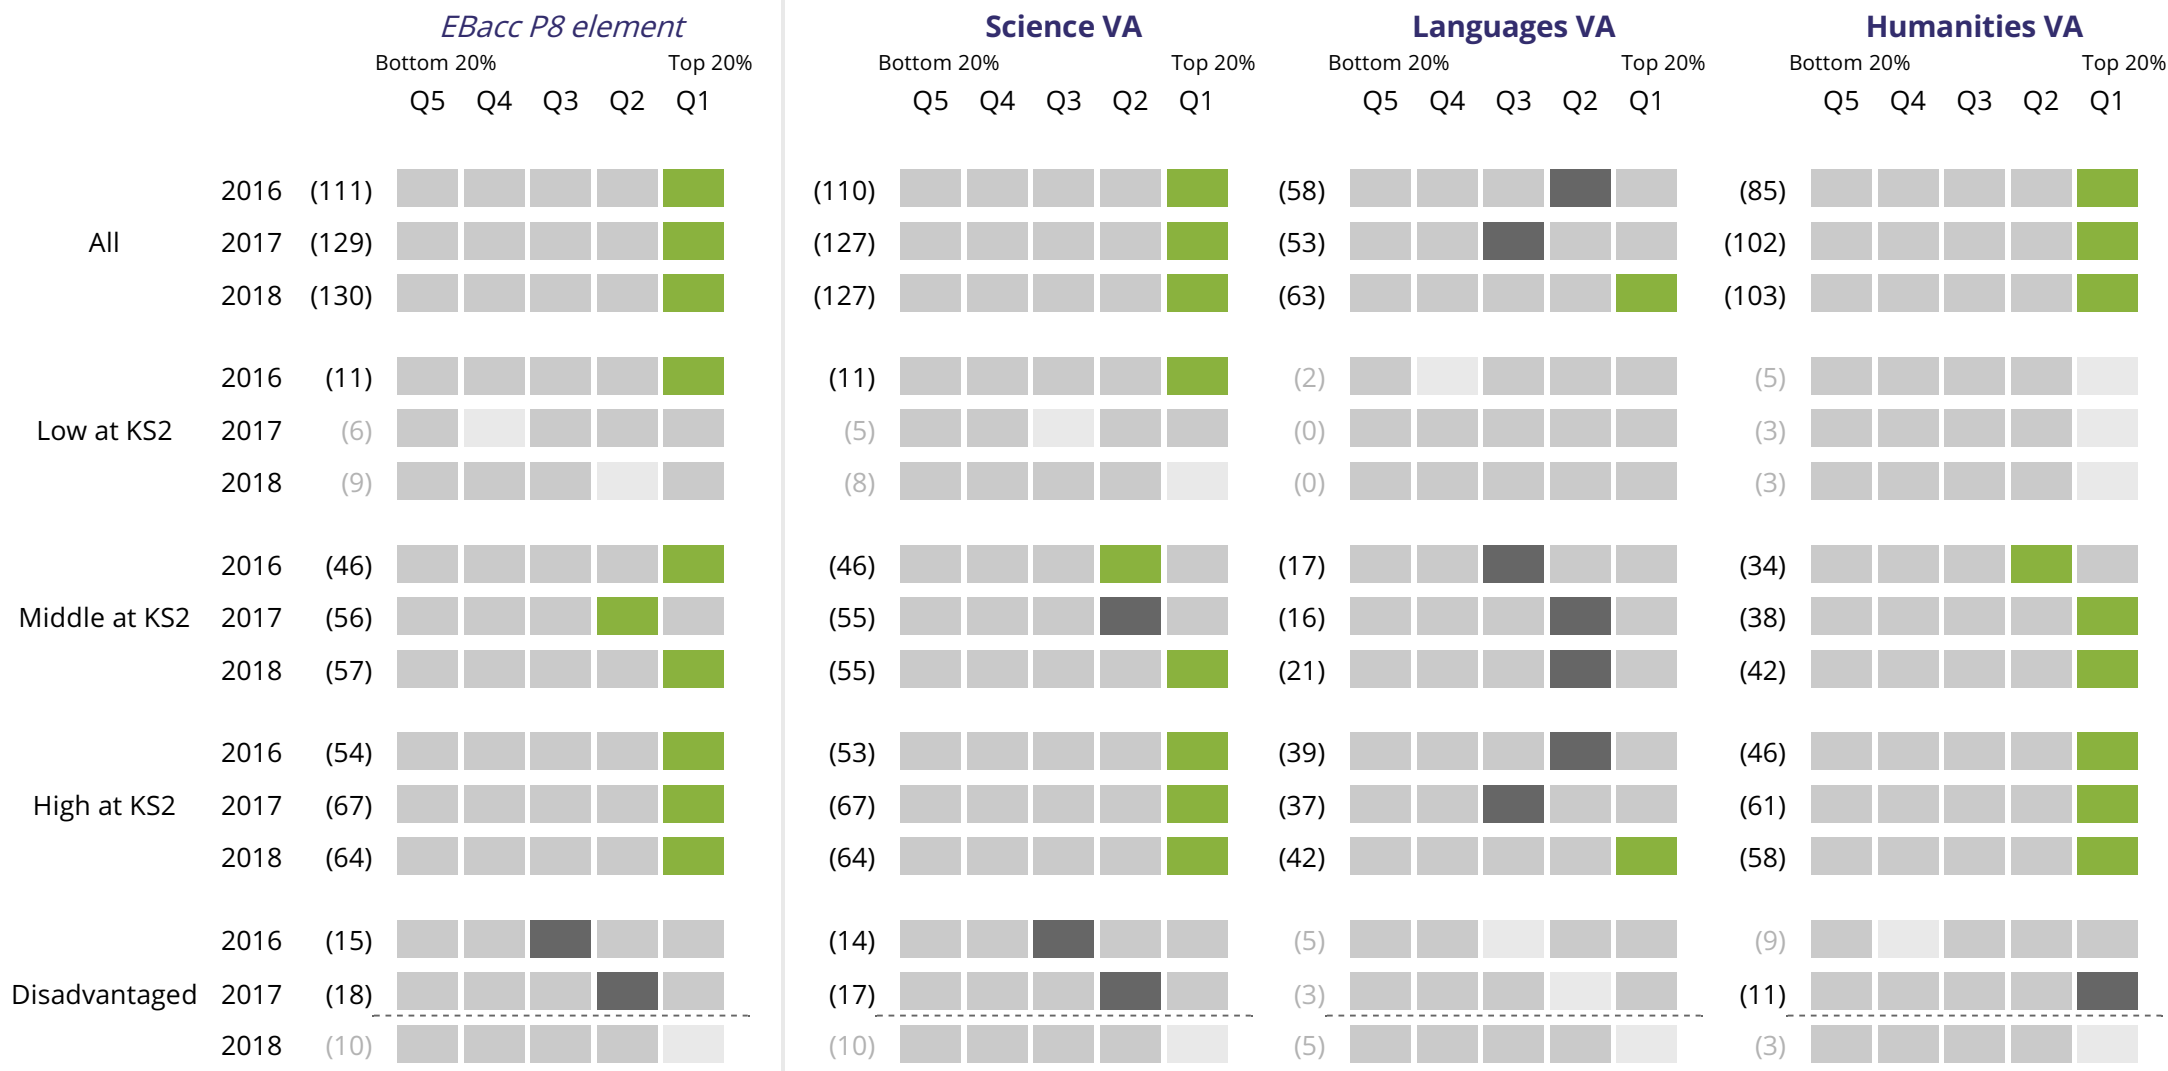 EBacc P8 element Science VA Languages VA Humanities VA
Bottom 20% Top 20% Bottom 20% Top 20% Bottom 20% Top 20% Bottom 20% Top 20%
Q5 Q4 Q3 Q2 Q1 Q5 Q4 Q3 Q2 Q1 Q5 Q4 Q3 Q2 Q1 Q5 Q4 Q3 Q2 Q1
2016 (111) (110) (58) (85)
All 2017 (129) (127) (53) (102)
2018 (130) (127) (63) (103)
2016 (11) (11) (2) (5)
Low at KS2 2017 (6) (5) (0) (3)
2018 (9) (8) (0) (3)
2016 (46) (46) (17) (34)
Middle at KS2 2017 (56) (55) (16) (38)
2018 (57) (55) (21) (42)
2016 (54) (53) (39) (46)
High at KS2 2017 (67) (67) (37) (61)
2018 (64) (64) (42) (58)
2016 (15) (14) (5) (9)
Disadvantaged 2017 (18) (17) (3) (11)
2018 (10) (10) (5) (3)